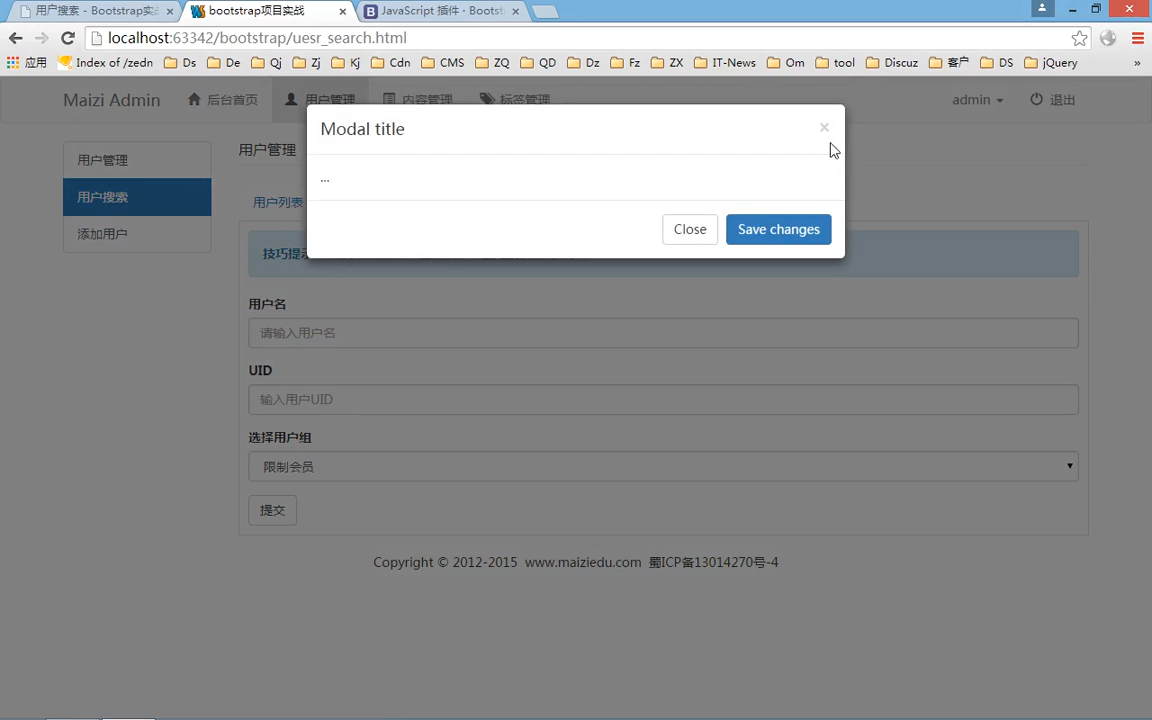 用户搜索 - Bootstrap实战
bootstrap项目实战
JavaScript 插件 · Bootst
localhost:63342/bootstrap/uesr_search.html
应用 Index of /zedn Ds De Qj Zj Kj Cdn CMS ZQ QD Dz Fz ZX IT-News Om tool Discuz 客户 DS jQuery »
Maizi Admin 后台首页 用户管理 内容管理 标签管理 admin 退出
Modal title ×
...
Close Save changes
用户管理
用户搜索
添加用户
用户管理
用户列表
技巧提示
用户名
请输入用户名
UID
输入用户UID
选择用户组
限制会员
提交
Copyright © 2012-2015 www.maiziedu.com 蜀ICP备13014270号-4